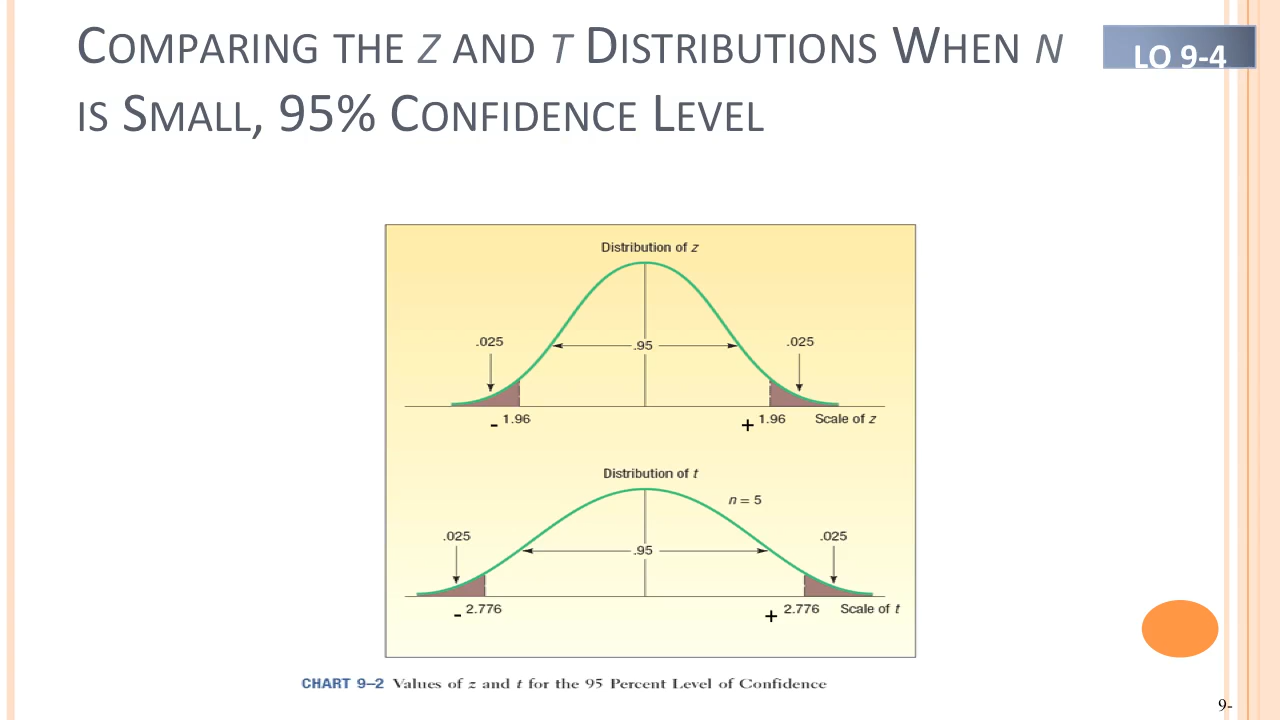 COMPARING THE Z AND T DISTRIBUTIONS WHEN N
IS SMALL, 95% CONFIDENCE LEVEL
LO 9-4
Distribution of z
.025
.95
.025
- 1.96
+ 1.96
Scale of z
Distribution of t
n = 5
.025
.95
.025
- 2.776
+ 2.776
Scale of t
CHART 9–2 Values of z and t for the 95 Percent Level of Confidence
9-